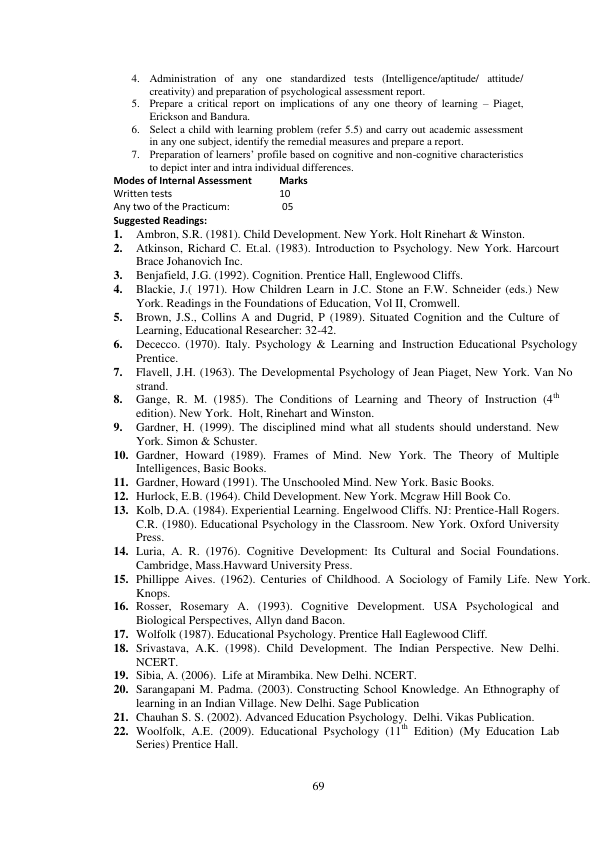 4. Administration of any one standardized tests (Intelligence/aptitude/ attitude/
creativity) and preparation of psychological assessment report.
5. Prepare a critical report on implications of any one theory of learning – Piaget,
Erickson and Bandura.
6. Select a child with learning problem (refer 5.5) and carry out academic assessment
in any one subject, identify the remedial measures and prepare a report.
7. Preparation of learners' profile based on cognitive and non-cognitive characteristics
to depict inter and intra individual differences.
Modes of Internal Assessment Marks
Written tests 10
Any two of the Practicum: 05
Suggested Readings:
1. Ambron, S.R. (1981). Child Development. New York. Holt Rinehart & Winston.
2. Atkinson, Richard C. Et.al. (1983). Introduction to Psychology. New York. Harcourt
Brace Johanovich Inc.
3. Benjafield, J.G. (1992). Cognition. Prentice Hall, Englewood Cliffs.
4. Blackie, J.( 1971). How Children Learn in J.C. Stone an F.W. Schneider (eds.) New
York. Readings in the Foundations of Education, Vol II, Cromwell.
5. Brown, J.S., Collins A and Dugrid, P (1989). Situated Cognition and the Culture of
Learning, Educational Researcher: 32-42.
6. Dececco. (1970). Italy. Psychology & Learning and Instruction Educational Psychology
Prentice.
7. Flavell, J.H. (1963). The Developmental Psychology of Jean Piaget, New York. Van No
strand.
8. Gange, R. M. (1985). The Conditions of Learning and Theory of Instruction (4th
edition). New York. Holt, Rinehart and Winston.
9. Gardner, H. (1999). The disciplined mind what all students should understand. New
York. Simon & Schuster.
10. Gardner, Howard (1989). Frames of Mind. New York. The Theory of Multiple
Intelligences, Basic Books.
11. Gardner, Howard (1991). The Unschooled Mind. New York. Basic Books.
12. Hurlock, E.B. (1964). Child Development. New York. Mcgraw Hill Book Co.
13. Kolb, D.A. (1984). Experiential Learning. Engelwood Cliffs. NJ: Prentice-Hall Rogers.
C.R. (1980). Educational Psychology in the Classroom. New York. Oxford University
Press.
14. Luria, A. R. (1976). Cognitive Development: Its Cultural and Social Foundations.
Cambridge, Mass.Havward University Press.
15. Phillippe Aives. (1962). Centuries of Childhood. A Sociology of Family Life. New York.
Knops.
16. Rosser, Rosemary A. (1993). Cognitive Development. USA Psychological and
Biological Perspectives, Allyn dand Bacon.
17. Wolfolk (1987). Educational Psychology. Prentice Hall Eaglewood Cliff.
18. Srivastava, A.K. (1998). Child Development. The Indian Perspective. New Delhi.
NCERT.
19. Sibia, A. (2006). Life at Mirambika. New Delhi. NCERT.
20. Sarangapani M. Padma. (2003). Constructing School Knowledge. An Ethnography of
learning in an Indian Village. New Delhi. Sage Publication
21. Chauhan S. S. (2002). Advanced Education Psychology. Delhi. Vikas Publication.
22. Woolfolk, A.E. (2009). Educational Psychology (11th Edition) (My Education Lab
Series) Prentice Hall.
69